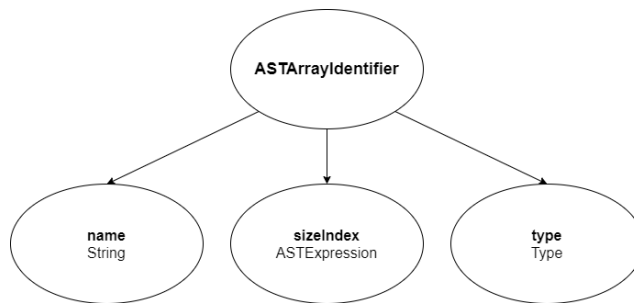 ASTArrayIdentifier
name
String
sizeIndex
ASTExpression
type
Type